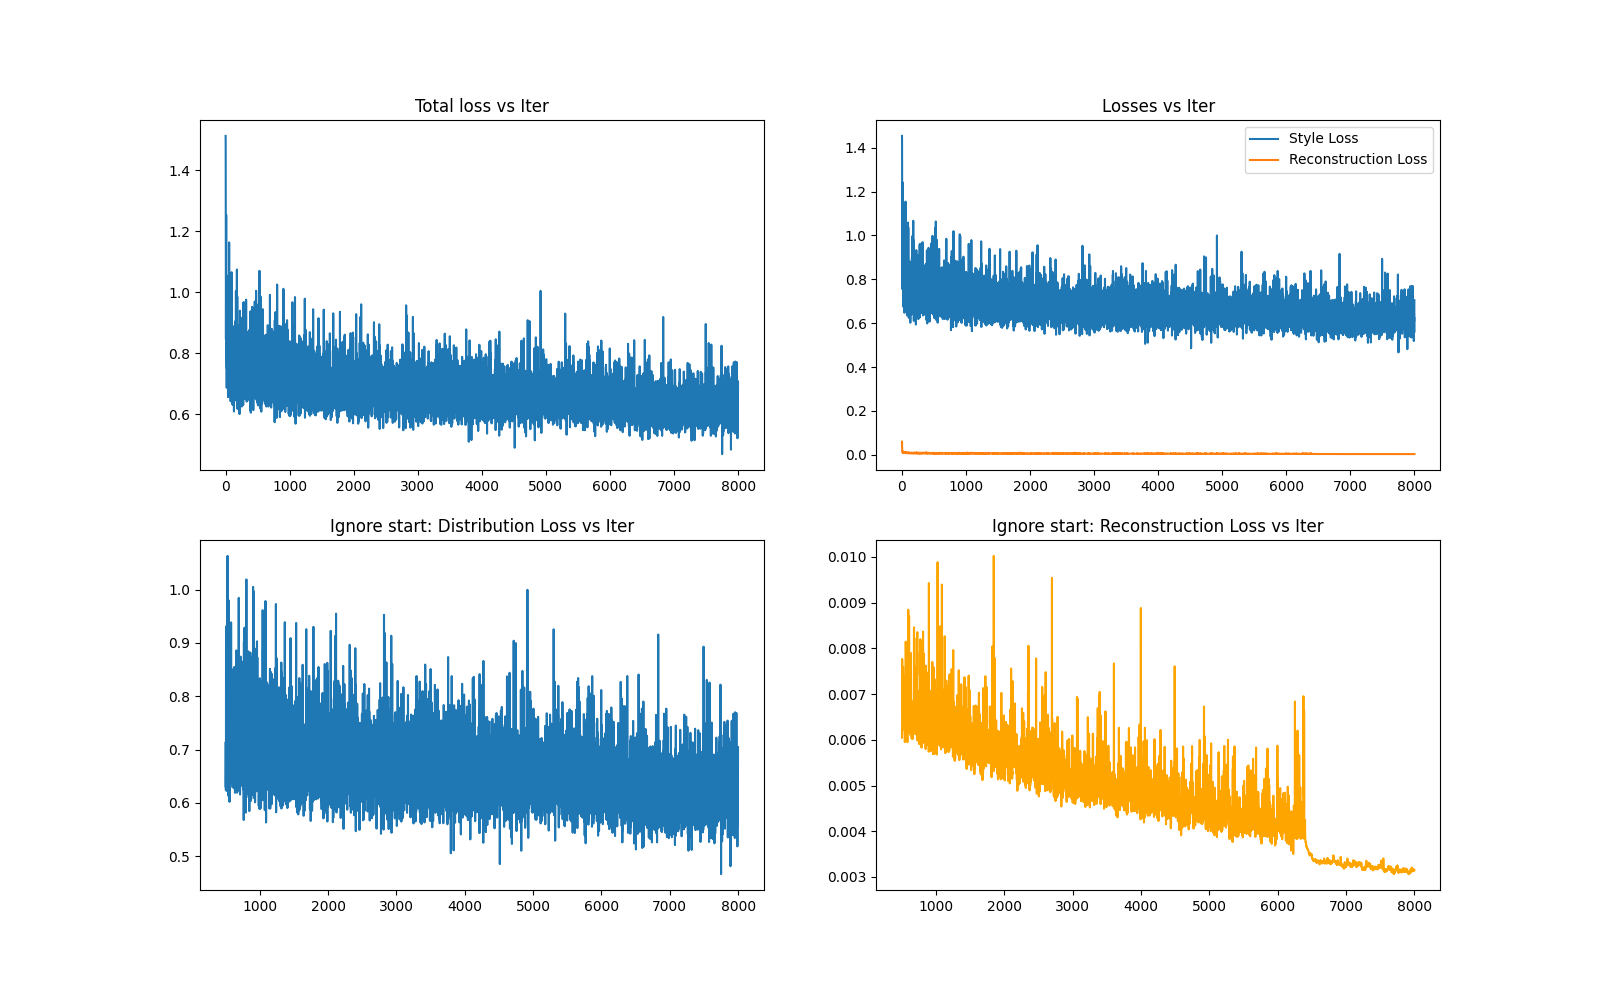 Total loss vs Iter
1.4
1.2
1.0
0.8
0.6
0 1000 2000 3000 4000 5000 6000 7000 8000
Losses vs Iter
Style Loss
Reconstruction Loss
1.4
1.2
1.0
0.8
0.6
0.4
0.2
0.0
0 1000 2000 3000 4000 5000 6000 7000 8000
Ignore start: Distribution Loss vs Iter
1.0
0.9
0.8
0.7
0.6
0.5
1000 2000 3000 4000 5000 6000 7000 8000
Ignore start: Reconstruction Loss vs Iter
0.010
0.009
0.008
0.007
0.006
0.005
0.004
0.003
1000 2000 3000 4000 5000 6000 7000 8000